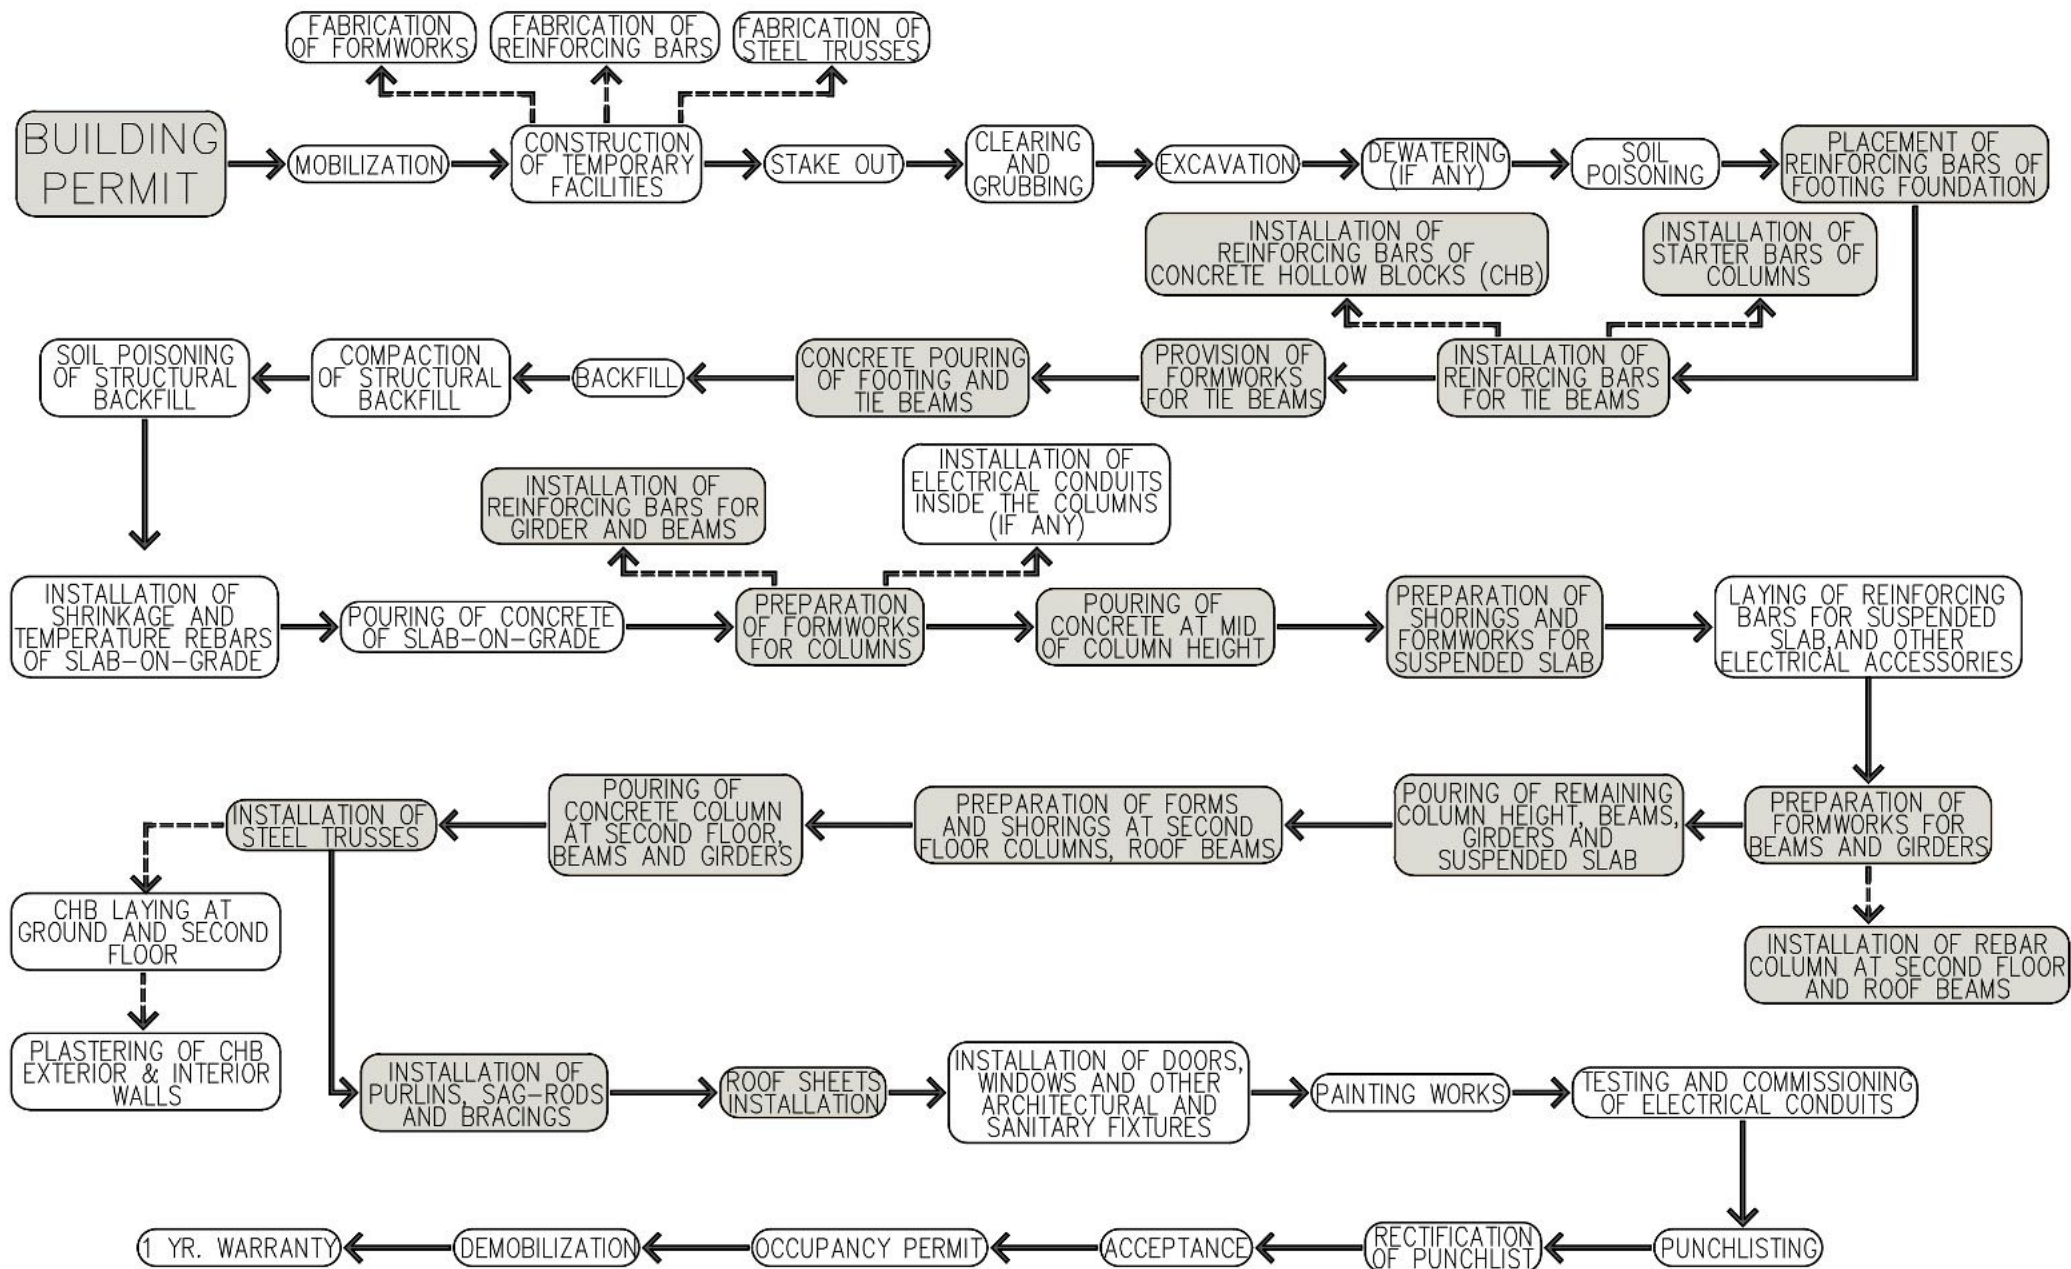 FABRICATION
OF FORMWORKS
FABRICATION OF
REINFORCING BARS
FABRICATION OF
STEEL TRUSSES
BUILDING
PERMIT
MOBILIZATION
CONSTRUCTION
OF TEMPORARY
FACILITIES
STAKE OUT
CLEARING
AND
GRUBBING
EXCAVATION
DEWATERING
(IF ANY)
SOIL
POISONING
PLACEMENT OF
REINFORCING BARS OF
FOOTING FOUNDATION
INSTALLATION OF
REINFORCING BARS OF
CONCRETE HOLLOW BLOCKS (CHB)
INSTALLATION OF
STARTER BARS OF
COLUMNS
INSTALLATION OF
REINFORCING BARS
FOR TIE BEAMS
PROVISION OF
FORMWORKS
FOR TIE BEAMS
CONCRETE POURING
OF FOOTING AND
TIE BEAMS
BACKFILL
COMPACTION
OF STRUCTURAL
BACKFILL
SOIL POISONING
OF STRUCTURAL
BACKFILL
INSTALLATION OF
REINFORCING BARS FOR
GIRDER AND BEAMS
INSTALLATION OF
ELECTRICAL CONDUITS
INSIDE THE COLUMNS
(IF ANY)
INSTALLATION OF
SHRINKAGE AND
TEMPERATURE REBARS
OF SLAB-ON-GRADE
POURING OF CONCRETE
OF SLAB-ON-GRADE
PREPARATION
OF FORMWORKS
FOR COLUMNS
POURING OF
CONCRETE AT MID
OF COLUMN HEIGHT
PREPARATION OF
SHORINGS AND
FORMWORKS FOR
SUSPENDED SLAB
LAYING OF REINFORCING
BARS FOR SUSPENDED
SLAB,AND OTHER
ELECTRICAL ACCESSORIES
PREPARATION OF
FORMWORKS FOR
BEAMS AND GIRDERS
POURING OF REMAINING
COLUMN HEIGHT, BEAMS,
GIRDERS AND
SUSPENDED SLAB
PREPARATION OF FORMS
AND SHORINGS AT SECOND
FLOOR COLUMNS, ROOF BEAMS
POURING OF
CONCRETE COLUMN
AT SECOND FLOOR,
BEAMS AND GIRDERS
INSTALLATION OF
STEEL TRUSSES
CHB LAYING AT
GROUND AND SECOND
FLOOR
INSTALLATION OF REBAR
COLUMN AT SECOND FLOOR
AND ROOF BEAMS
PLASTERING OF CHB
EXTERIOR & INTERIOR
WALLS
INSTALLATION OF
PURLINS, SAG-RODS
AND BRACINGS
ROOF SHEETS
INSTALLATION
INSTALLATION OF DOORS,
WINDOWS AND OTHER
ARCHITECTURAL AND
SANITARY FIXTURES
PAINTING WORKS
TESTING AND COMMISSIONING
OF ELECTRICAL CONDUITS
PUNCHLISTING
RECTIFICATION
OF PUNCHLIST
ACCEPTANCE
OCCUPANCY PERMIT
DEMOBILIZATION
1 YR. WARRANTY